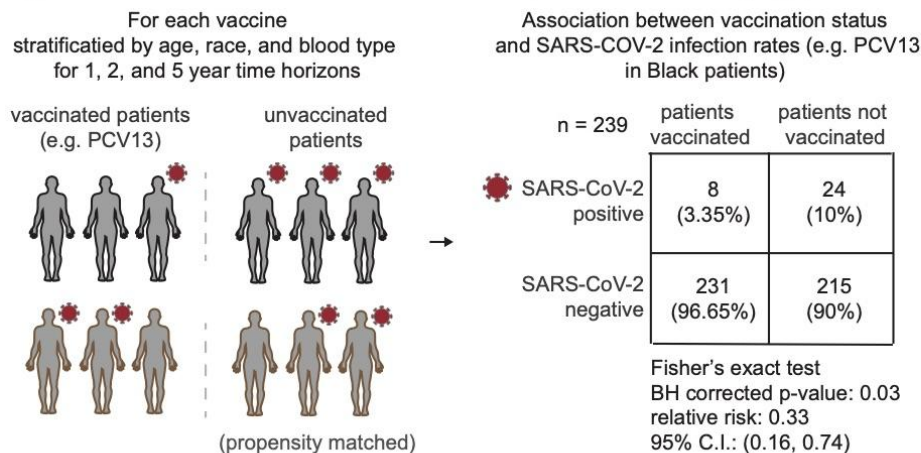 For each vaccine
stratificatied by age, race, and blood type
for 1, 2, and 5 year time horizons
vaccinated patients
(e.g. PCV13)
unvaccinated
patients
(propensity matched)
Association between vaccination status
and SARS-COV-2 infection rates (e.g. PCV13
in Black patients)
n = 239
patients
vaccinated
patients not
vaccinated
SARS-CoV-2
positive
8
(3.35%)
24
(10%)
SARS-CoV-2
negative
231
(96.65%)
215
(90%)
Fisher's exact test
BH corrected p-value: 0.03
relative risk: 0.33
95% C.I.: (0.16, 0.74)